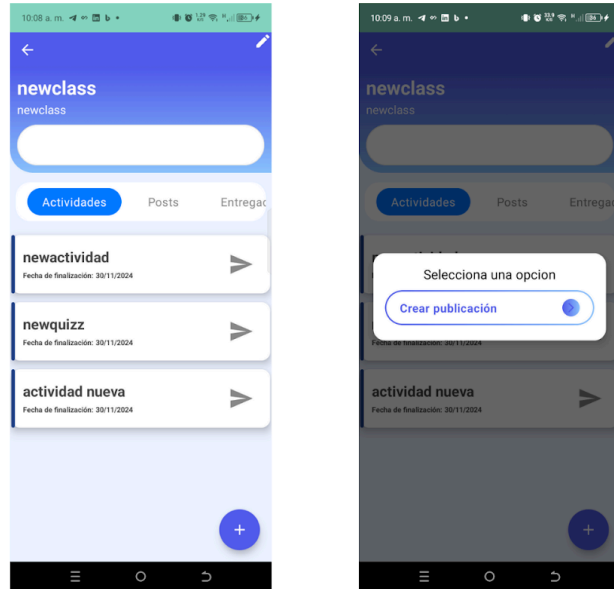 10:08 a. m.
newclass
newclass
Actividades Posts Entregad
newactividad
Fecha de finalización: 30/11/2024
newquizz
Fecha de finalización: 30/11/2024
actividad nueva
Fecha de finalización: 30/11/2024
+
10:09 a. m.
newclass
newclass
Actividades Posts Entregad
Selecciona una opcion
Crear publicación
Fecha de finalización: 30/11/2024
actividad nueva
Fecha de finalización: 30/11/2024
+